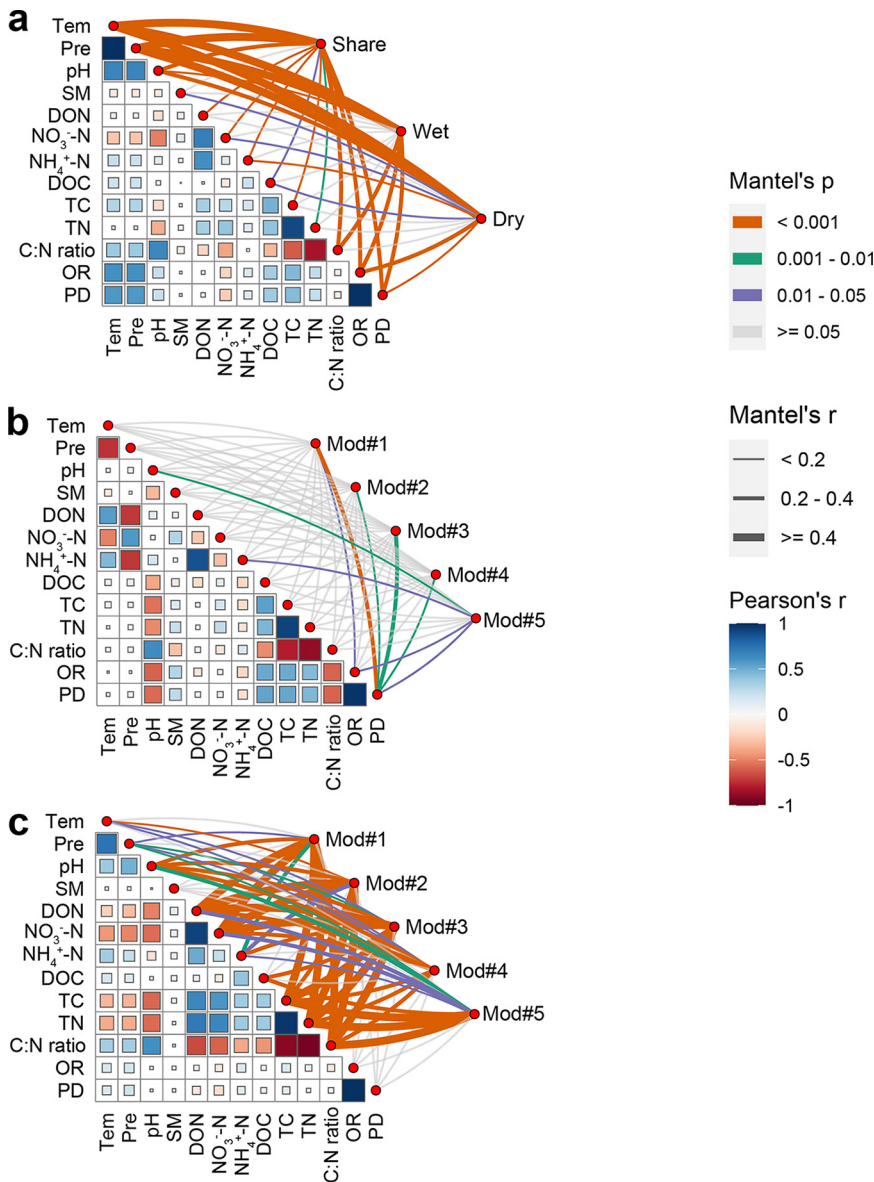 a
Tem
Pre
pH
SM
DON
NO₃⁻-N
NH₄⁺-N
DOC
TC
TN
C:N ratio
OR
PD
Tem
Pre
pH
SM
DON
NO₃⁻-N
NH₄⁺-N
DOC
TC
TN
C:N ratio
OR
PD
Share
Wet
Dry
b
Tem
Pre
pH
SM
DON
NO₃⁻-N
NH₄⁺-N
DOC
TC
TN
C:N ratio
OR
PD
Tem
Pre
pH
SM
DON
NO₃⁻-N
NH₄⁺-N
DOC
TC
TN
C:N ratio
OR
PD
Mod#1
Mod#2
Mod#3
Mod#4
Mod#5
c
Tem
Pre
pH
SM
DON
NO₃⁻-N
NH₄⁺-N
DOC
TC
TN
C:N ratio
OR
PD
Tem
Pre
pH
SM
DON
NO₃⁻-N
NH₄⁺-N
DOC
TC
TN
C:N ratio
OR
PD
Mod#1
Mod#2
Mod#3
Mod#4
Mod#5
Mantel's p
< 0.001
0.001 - 0.01
0.01 - 0.05
>= 0.05
Mantel's r
< 0.2
0.2 - 0.4
>= 0.4
Pearson's r
1
0.5
0
-0.5
-1